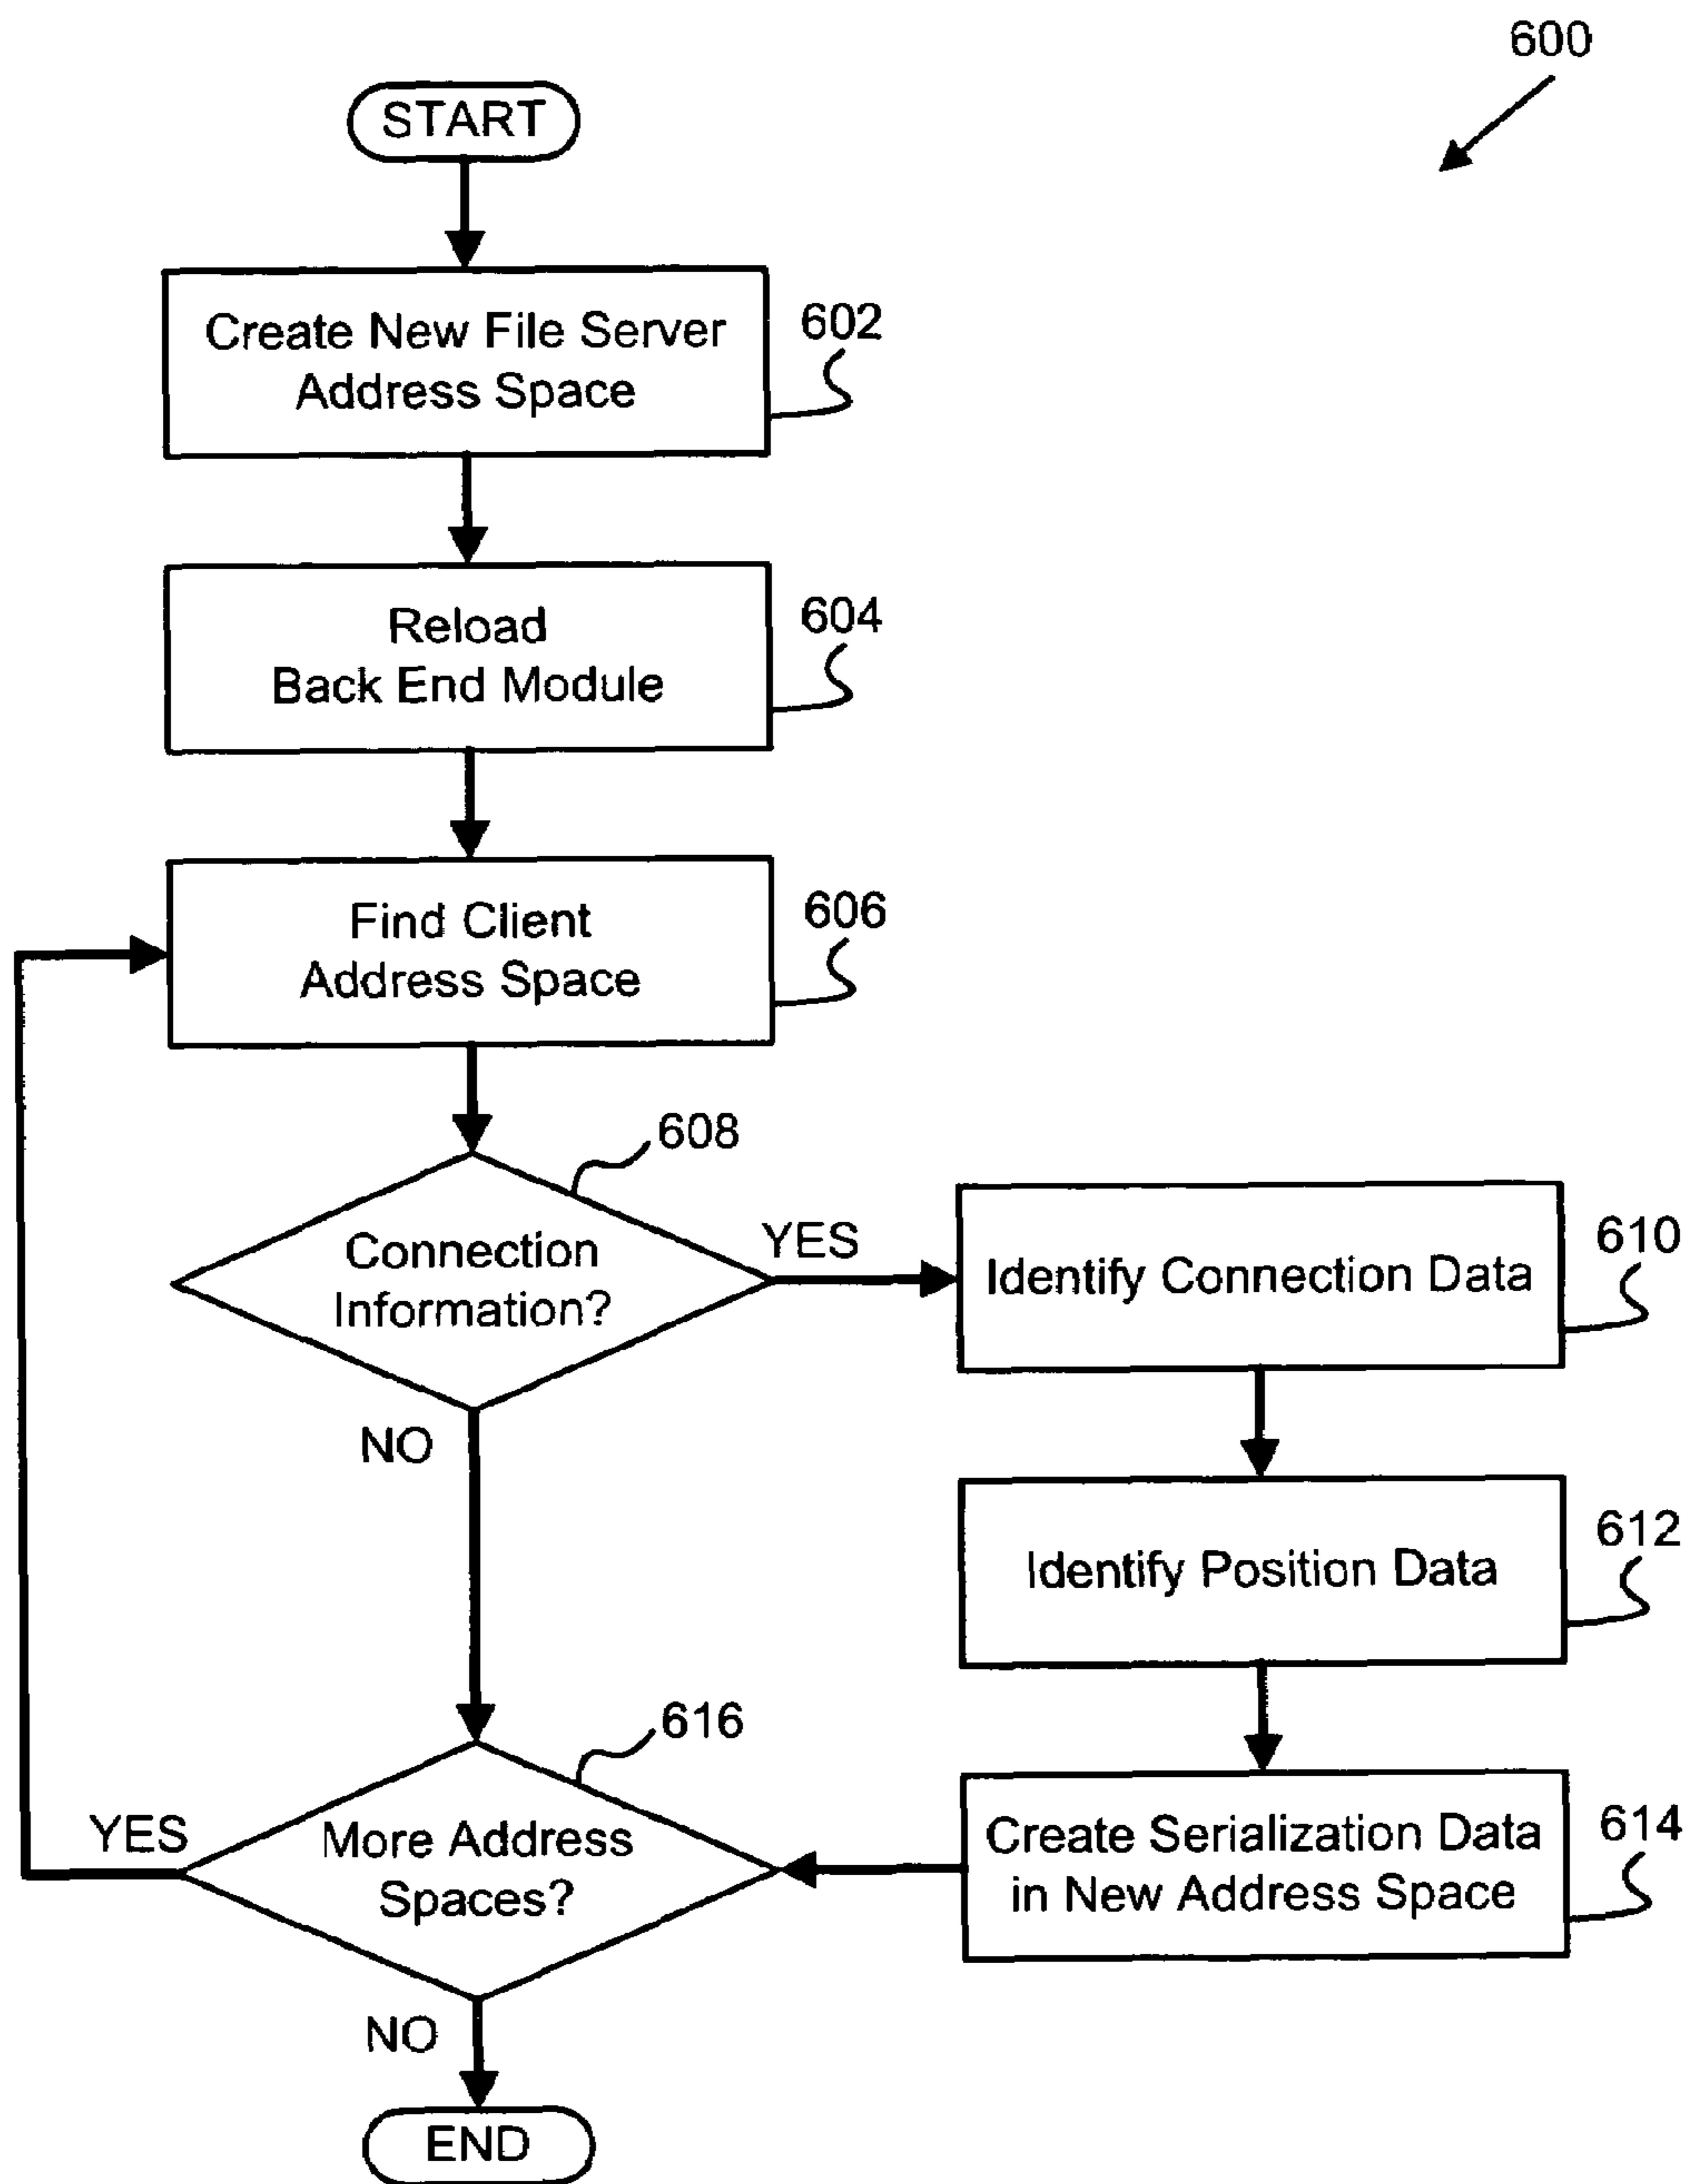 600
START
Create New File Server
Address Space
602
Reload
Back End Module
604
Find Client
Address Space
606
608
Connection
Information?
YES
NO
Identify Connection Data
610
Identify Position Data
612
Create Serialization Data
in New Address Space
614
616
More Address
Spaces?
YES
NO
END